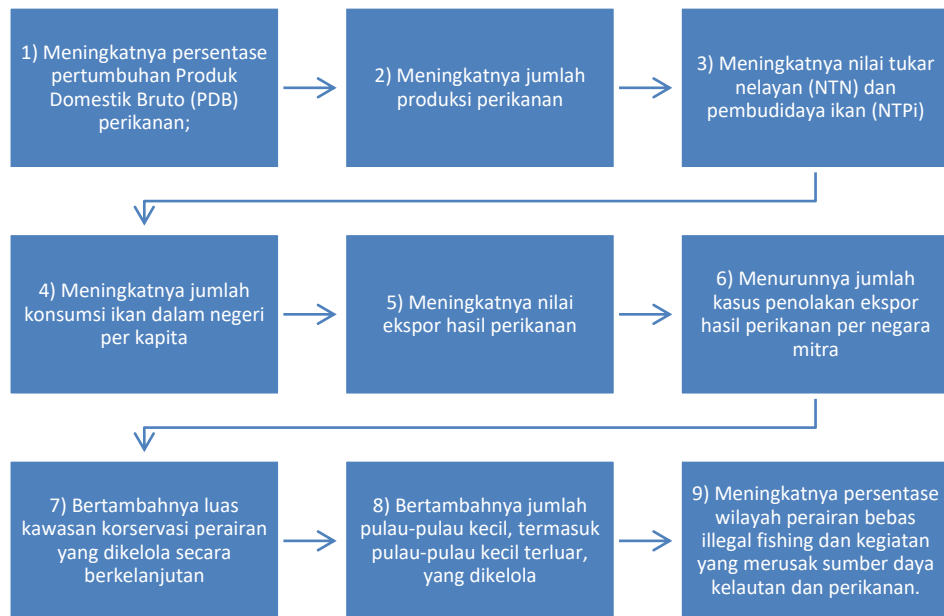 1) Meningkatnya persentase
pertumbuhan Produk
Domestik Bruto (PDB)
perikanan;
2) Meningkatnya jumlah
produksi perikanan
3) Meningkatnya nilai tukar
nelayan (NTN) dan
pembudidaya ikan (NTPi)
4) Meningkatnya jumlah
konsumsi ikan dalam negeri
per kapita
5) Meningkatnya nilai
ekspor hasil perikanan
6) Menurunnya jumlah
kasus penolakan ekspor
hasil perikanan per negara
mitra
7) Bertambahnya luas
kawasan korservasi perairan
yang dikelola secara
berkelanjutan
8) Bertambahnya jumlah
pulau-pulau kecil, termasuk
pulau-pulau kecil terluar,
yang dikelola
9) Meningkatnya persentase
wilayah perairan bebas
illegal fishing dan kegiatan
yang merusak sumber daya
kelautan dan perikanan.